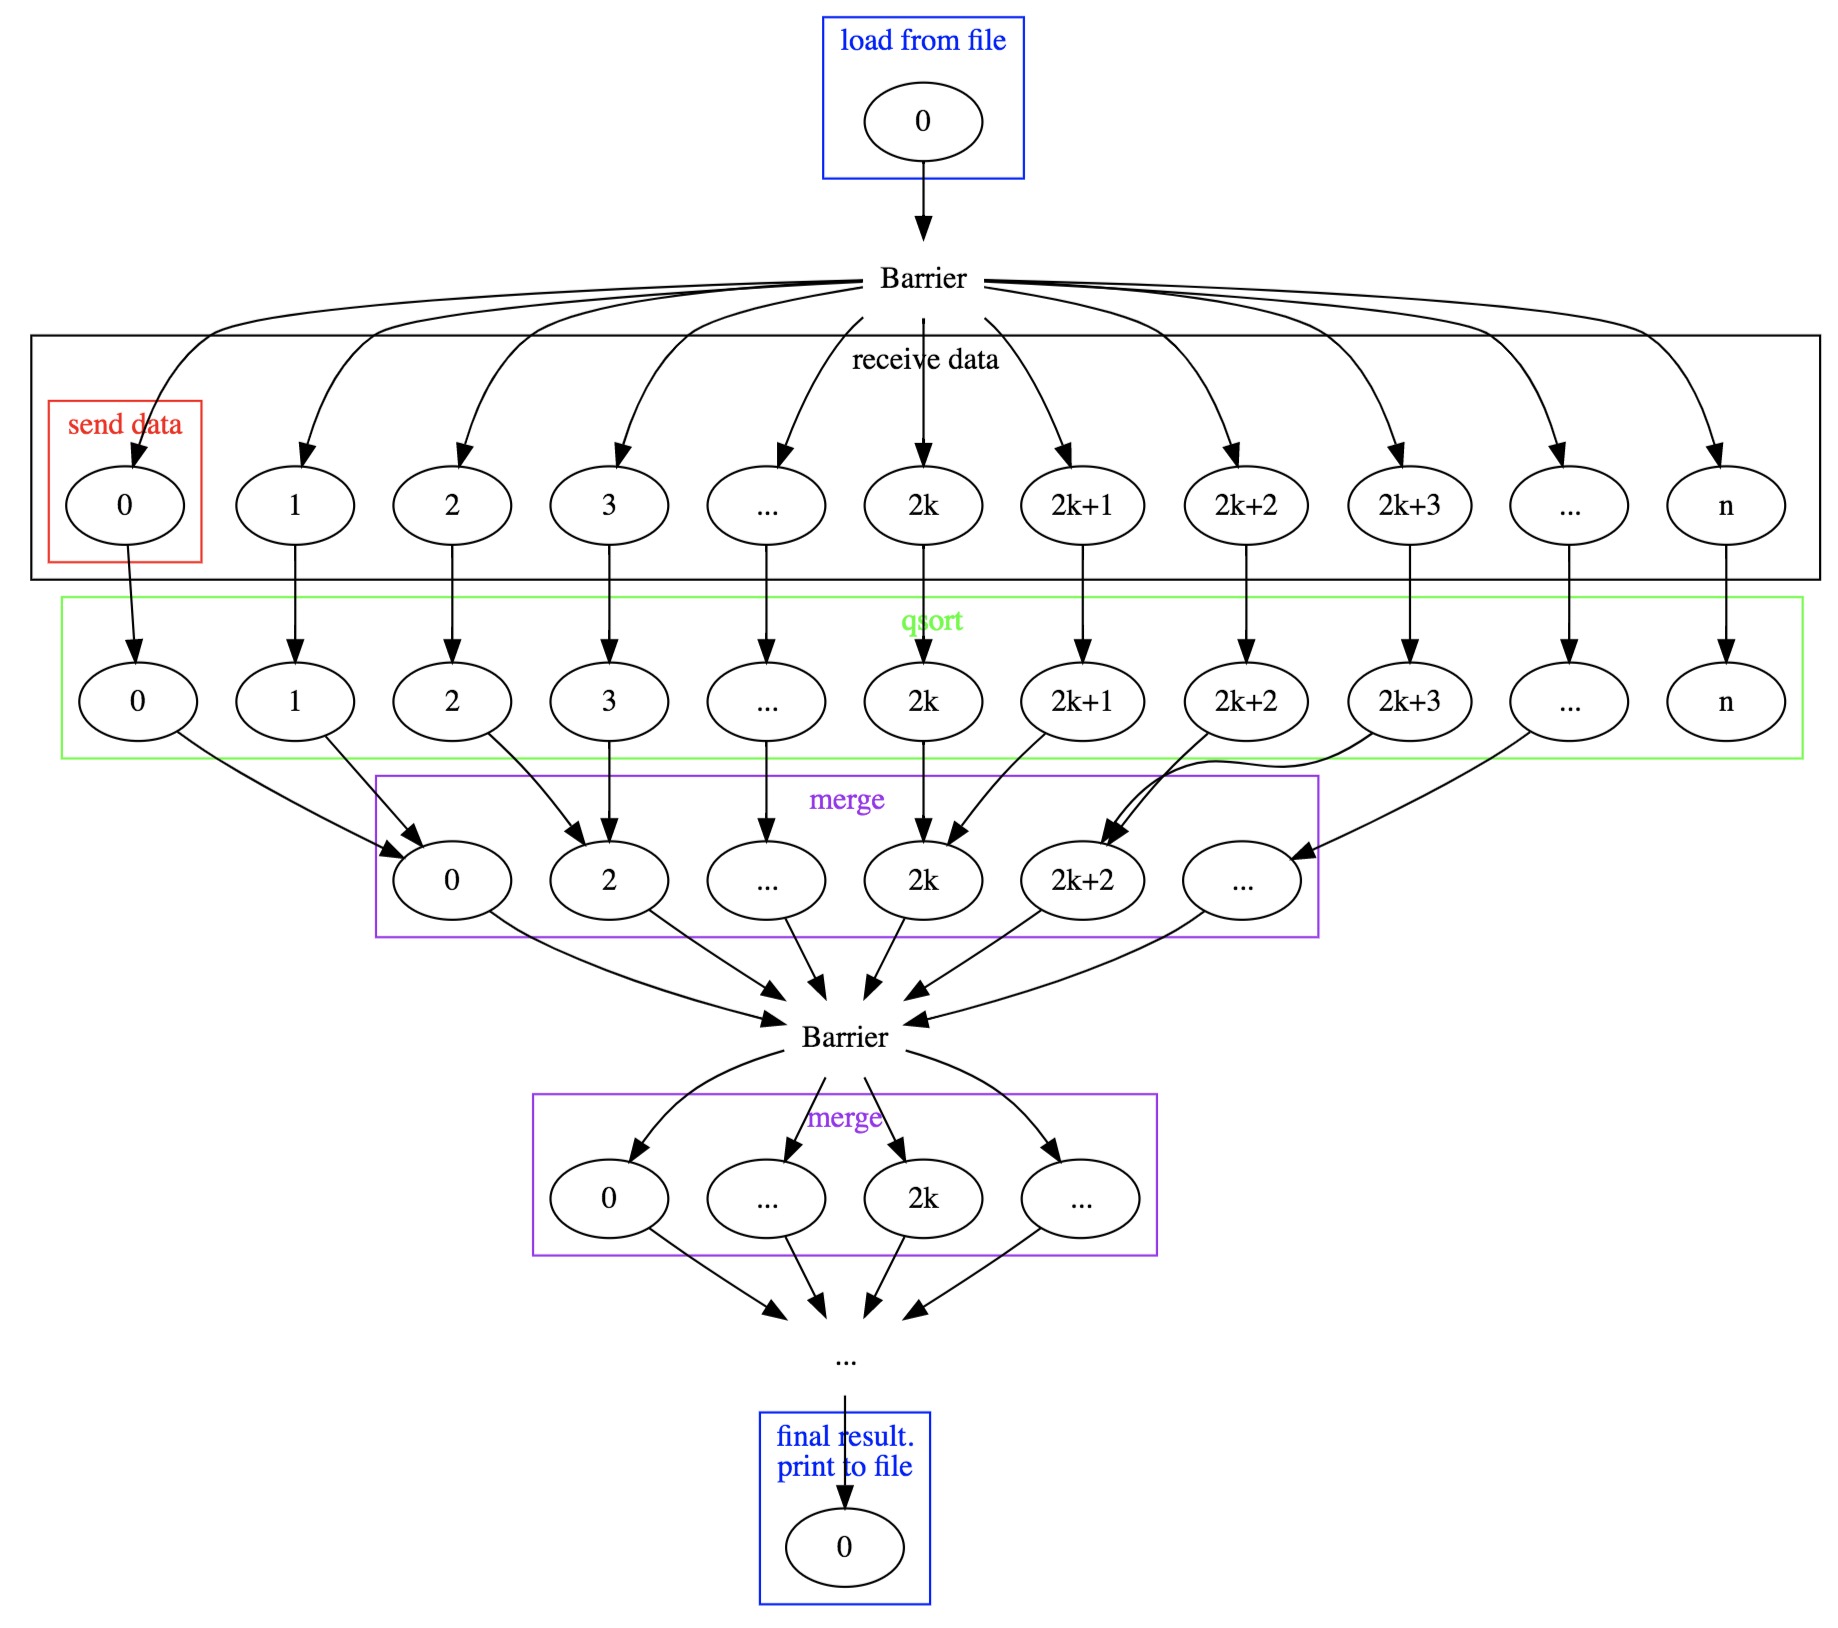 load from file
0
Barrier
receive data
send data
0 1 2 3 ... 2k 2k+1 2k+2 2k+3 ... n
qsort
0 1 2 3 ... 2k 2k+1 2k+2 2k+3 ... n
merge
0 2 ... 2k 2k+2 ...
Barrier
merge
0 ... 2k ...
...
final result.
print to file
0